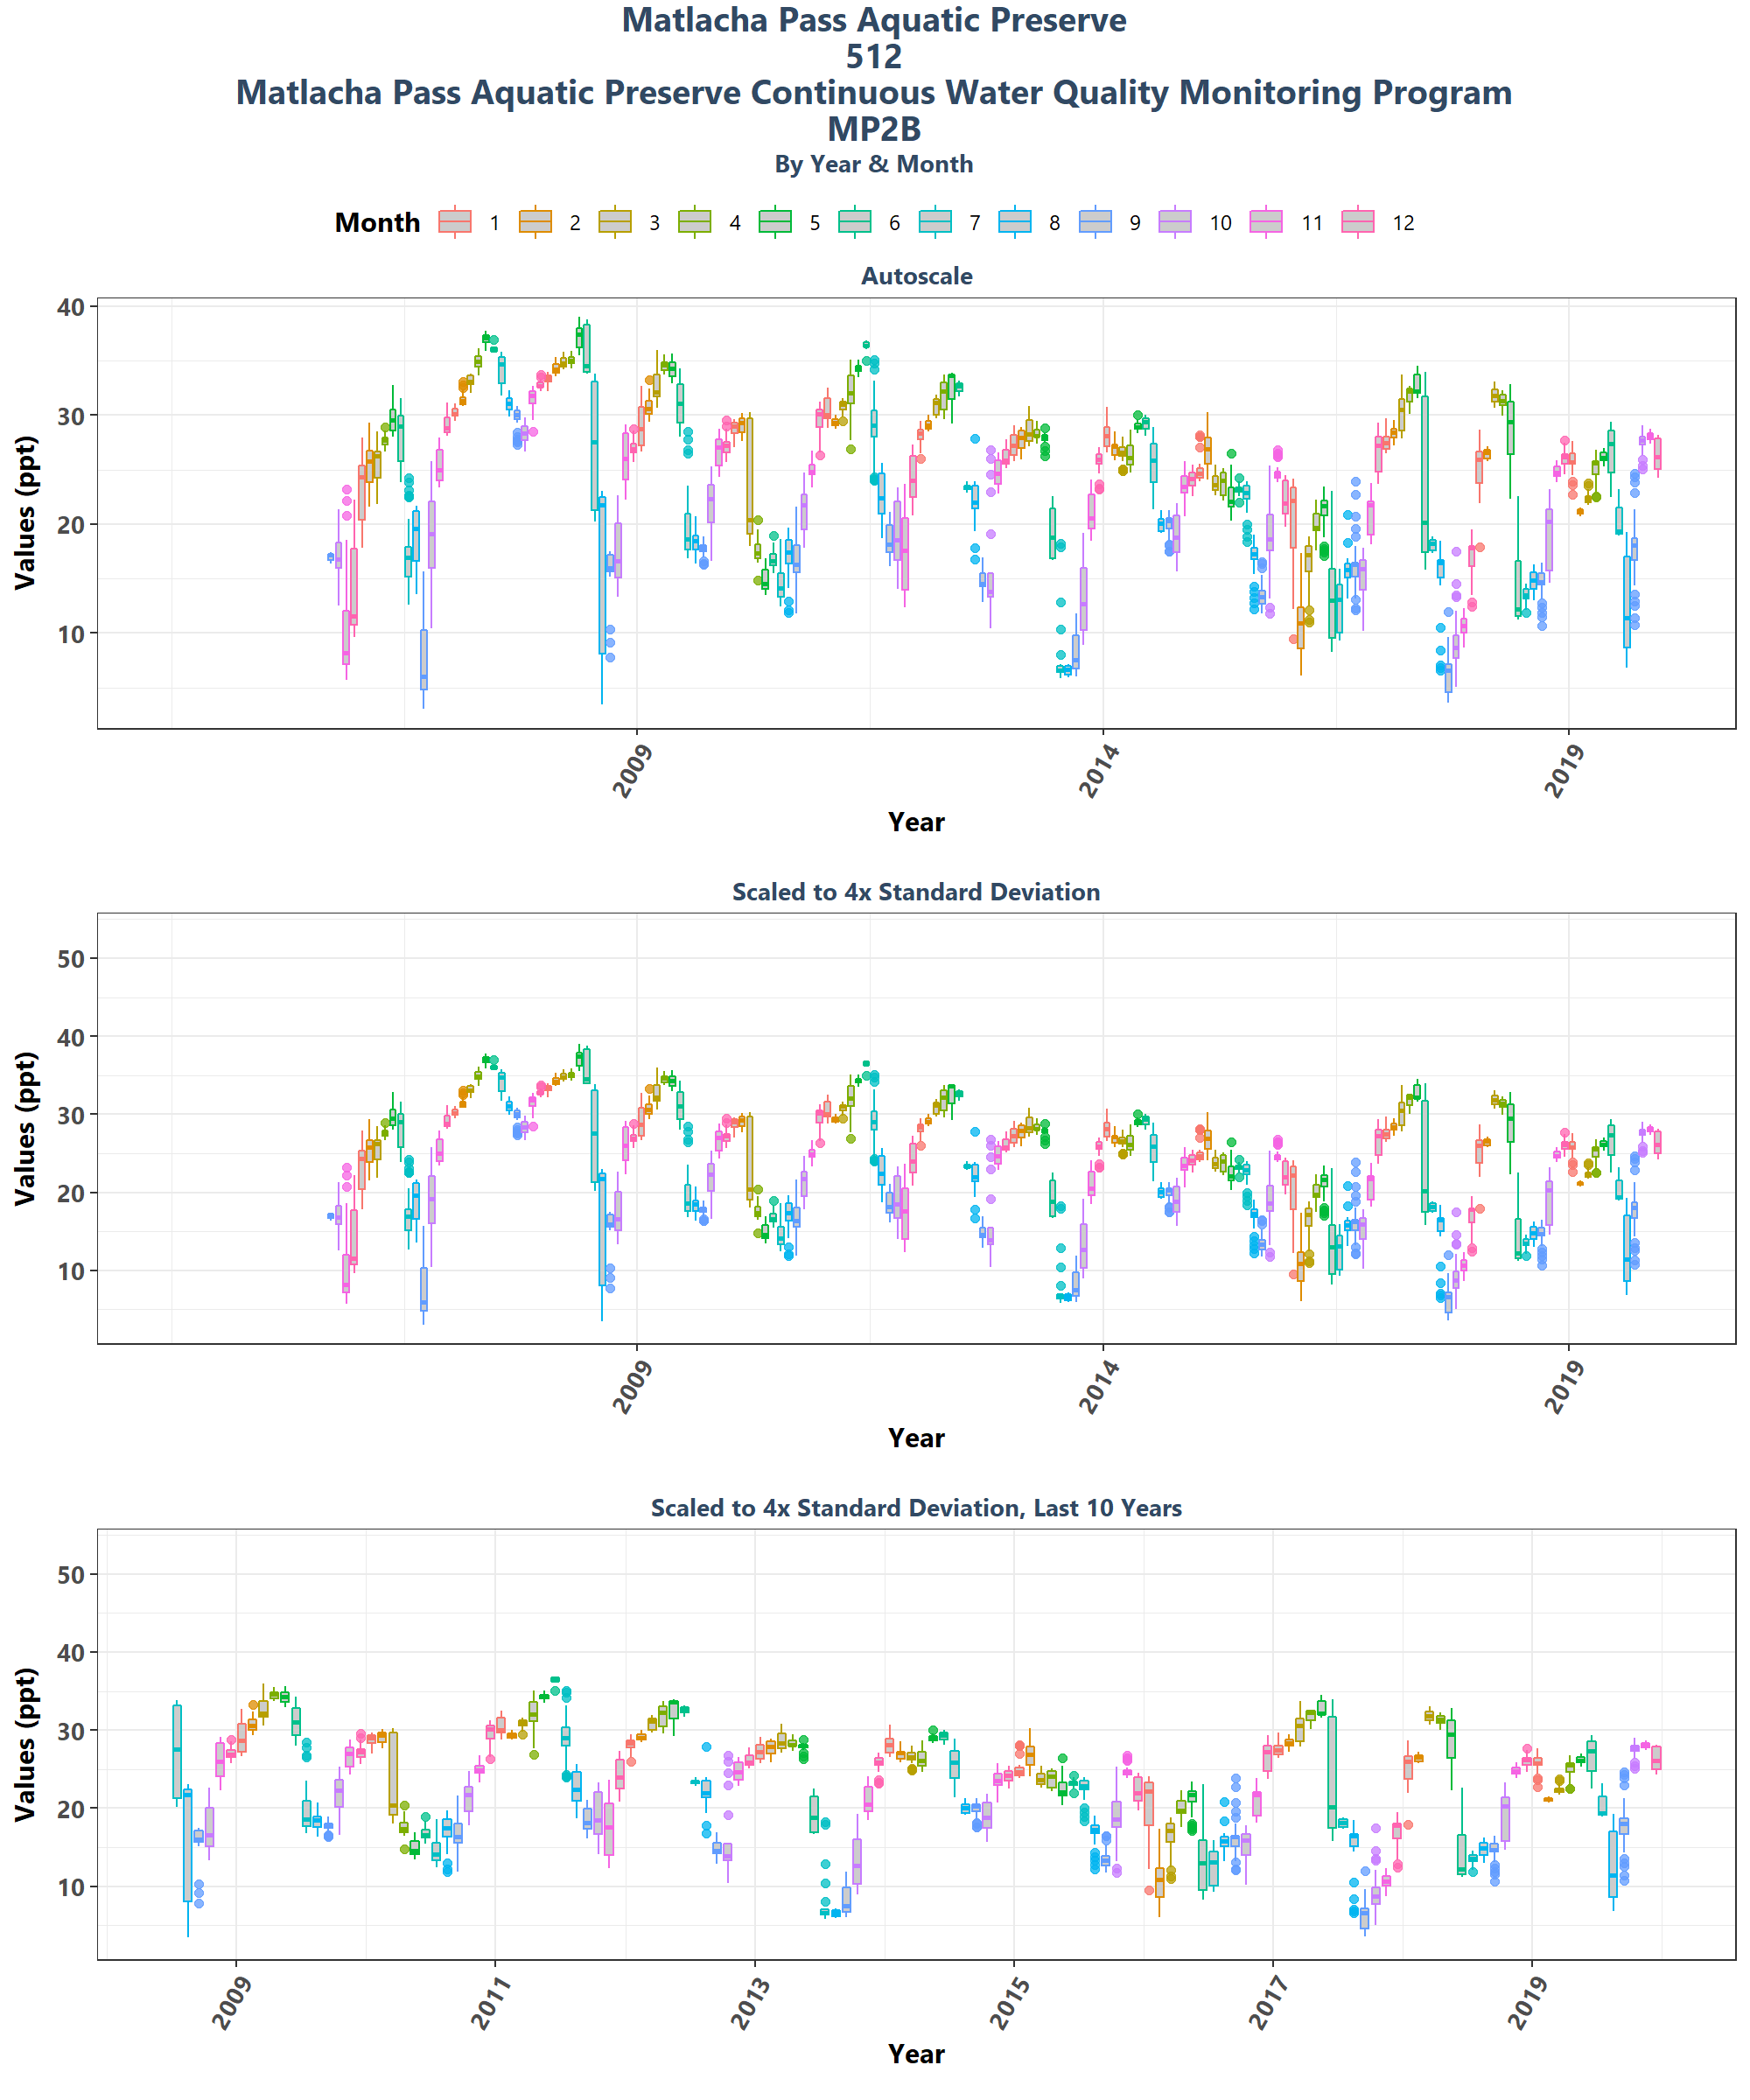 Matlacha Pass Aquatic Preserve
512
Matlacha Pass Aquatic Preserve Continuous Water Quality Monitoring Program
MP2B
By Year & Month
Month 1 2 3 4 5 6 7 8 9 10 11 12
Autoscale
Values (ppt)
40
30
20
10
2009 2014 2019
Year
Scaled to 4x Standard Deviation
Values (ppt)
50
40
30
20
10
2009 2014 2019
Year
Scaled to 4x Standard Deviation, Last 10 Years
Values (ppt)
50
40
30
20
10
2009 2011 2013 2015 2017 2019
Year